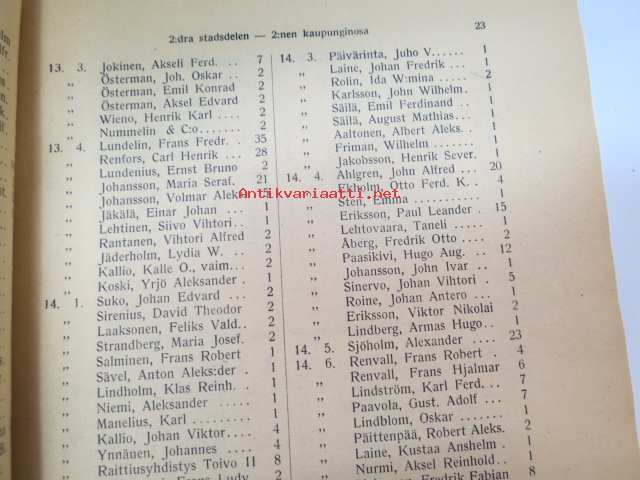 2:dra stadsdelen — 2:nen kaupunginosa 23
13. 3. Jokinen, Akseli Ferd. .. 7
„ Österman, Joh. Oskar .. 2
„ Österman, Emil Konrad 2
„ Österman, Aksel Edvard 2
„ Wieno, Henrik Karl .... 2
„ Nummelin & C:o....... 2
13. 4. Lundelin, Frans Fredr. 35
„ Renfors, Carl Henrik ... 28
„ Lundenius, Ernst Bruno 2
„ Johansson, Maria Seraf. 21
„ Johansson, Volmar Aleks.
„ Jäkälä, Einar Johan ... 1
„ Lehtinen, Siivo Vihtori.. 1
„ Rantanen, Vihtori Alfred 2
„ Jäderholm, Lydia W. .. 2
„ Kallio, Kalle O., vaim... 2
„ Koski, Yrjö Aleksander . 1
14. 1. Suko, Johan Edvard ... 2
„ Sirenius, David Theodor 2
„ Laaksonen, Feliks Vald.. 2
„ Strandberg, Maria Josef. 2
„ Salminen, Frans Robert 1
„ Sävel, Anton Aleks:der . 1
„ Lindholm, Klas Reinh. . 1
„ Niemi, Aleksander ..... 1
„ Manelius, Karl ........ 1
„ Kallio, Johan Viktor.... 4
„ Ynnänen, Johannes .... 4
„ Raittiusyhdistys Toivo II 8
14. 3. Päivärinta, Juho V..... 1
„ Laine, Johan Fredrik ... 1
„ Rolin, Ida W:mina .... 2
„ Karlsson, John Wilhelm. 1
„ Säilä, Emil Ferdinand .. 1
„ Säilä, August Mathias... 1
„ Aaltonen, Albert Aleks. . 1
„ Friman, Wilhelm ...... 1
„ Jakobsson, Henrik Sever. 1
14. 4. Ahlgren, John Alfred ... 20
„ Ekholm, Otto Ferd. K. . 4
„ Sten, Emma .......... 1
„ Eriksson, Paul Leander . 15
„ Lehtovaara, Taneli ..... 1
„ Åberg, Fredrik Otto .... 2
„ Paasikivi, Hugo Aug. .. 12
„ Johansson, John Ivar .. 1
„ Sinervo, Johan Vihtori . 5
„ Roine, Johan Antero ... 1
„ Eriksson, Viktor Nikolai 2
„ Lindberg, Armas Hugo.. 1
14. 5. Sjöholm, Alexander .... 23
14. 6. Renvall, Frans Robert . 4
„ Renvall, Frans Hjalmar 6
„ Lindström, Karl Ferd... 7
„ Paavola, Gust. Adolf ... 7
„ Lindblom, Oskar ...... 1
„ Päittenpää, Robert Aleks. 2
„ Laine, Kustaa Anshelm . 1
„ Nurmi, Aksel Reinhold.. 1
Fredrik Fabian 8
Antikvariaatti.net